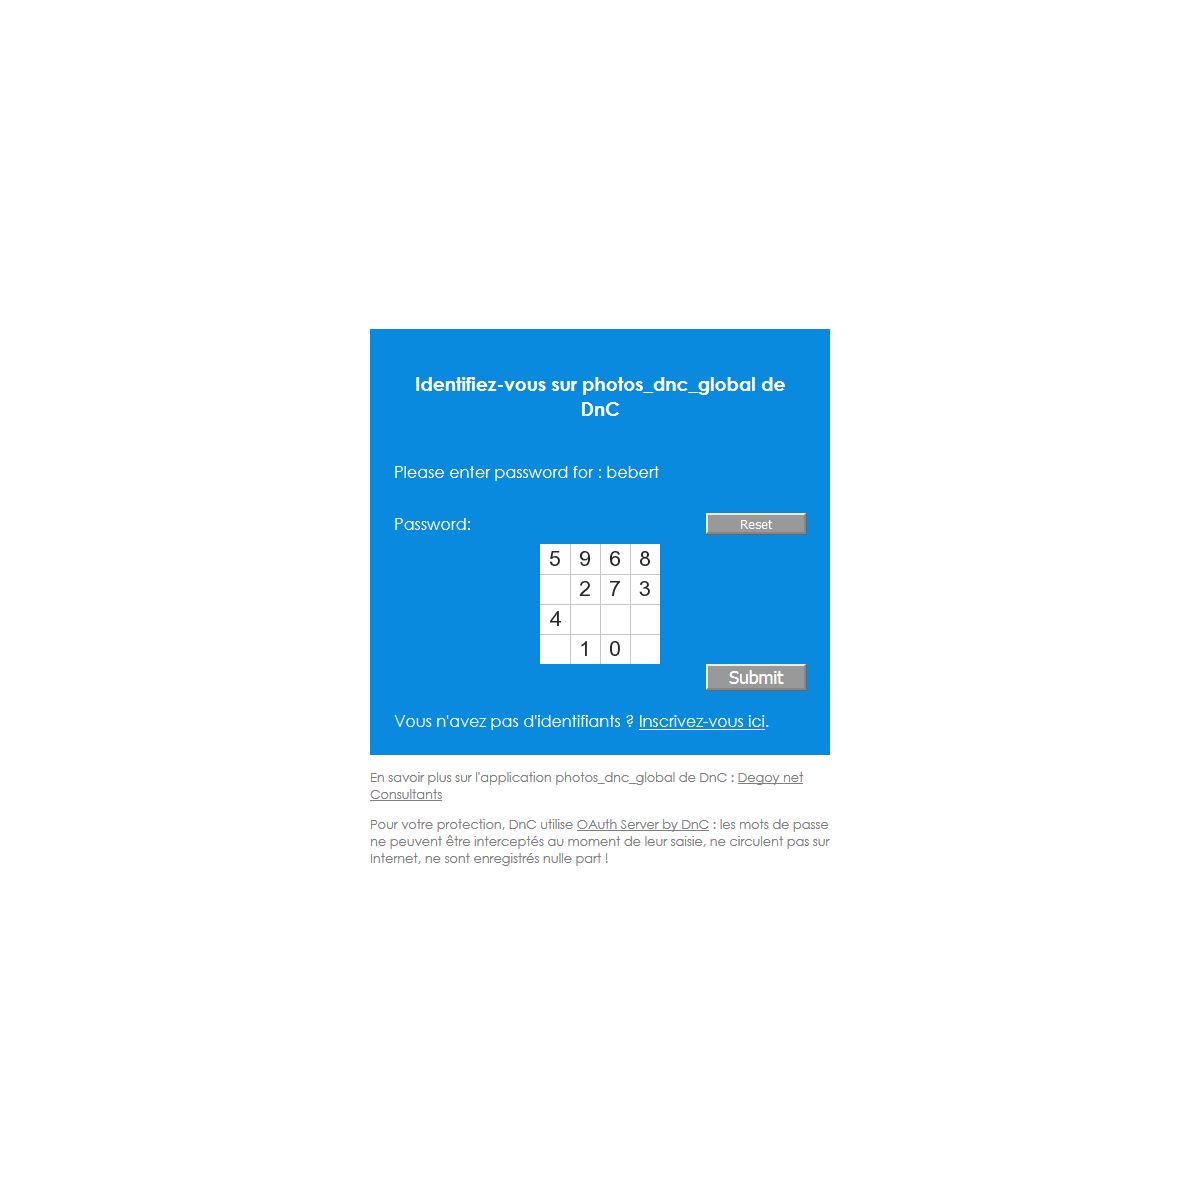 Identifiez-vous sur photos_dnc_global de
DnC
Please enter password for : bebert
Password:
Reset
5 9 6 8
2 7 3
4
1 0
Submit
Vous n'avez pas d'identifiants ? Inscrivez-vous ici.
En savoir plus sur l'application photos_dnc_global de DnC : Degoy net
Consultants
Pour votre protection, DnC utilise OAuth Server by DnC : les mots de passe
ne peuvent être interceptés au moment de leur saisie, ne circulent pas sur
Internet, ne sont enregistrés nulle part !